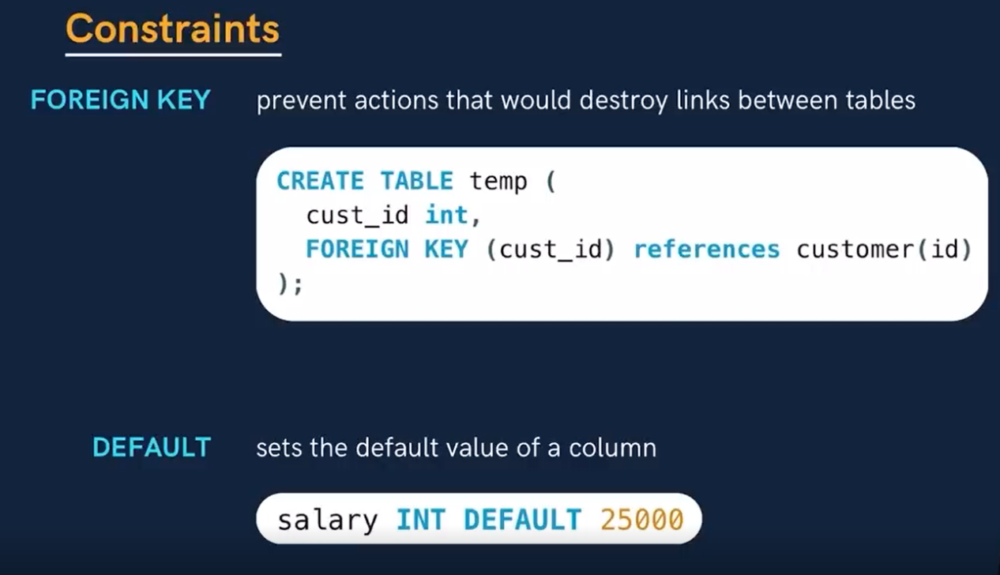 Constraints
FOREIGN KEY prevent actions that would destroy links between tables
CREATE TABLE temp (
cust_id int,
FOREIGN KEY (cust_id) references customer(id)
);
DEFAULT sets the default value of a column
salary INT DEFAULT 25000